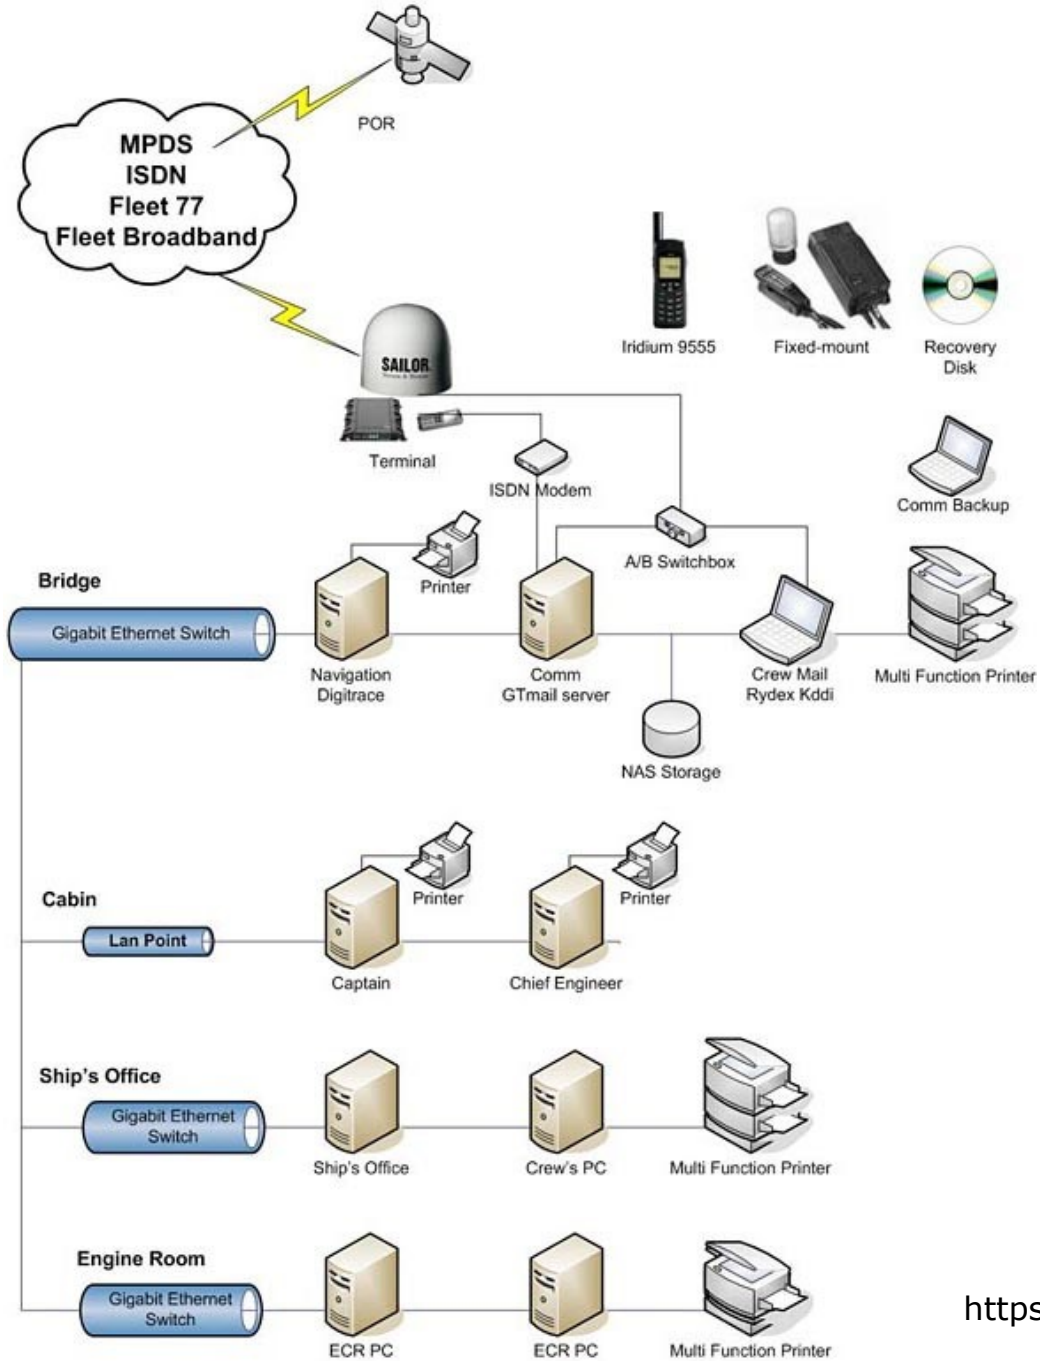 POR
MPDS
ISDN
Fleet 77
Fleet Broadband
Iridium 9555
Fixed-mount
Recovery
Disk
SAILOR
Terminal
ISDN Modem
Comm Backup
A/B Switchbox
Printer
Bridge
Gigabit Ethernet Switch
Navigation
Digitrace
Comm
GTmail server
Crew Mail
Rydex Kddi
Multi Function Printer
NAS Storage
Cabin
Printer
Printer
Lan Point
Captain
Chief Engineer
Ship's Office
Gigabit Ethernet
Switch
Ship's Office
Crew's PC
Multi Function Printer
Engine Room
Gigabit Ethernet
Switch
ECR PC
ECR PC
Multi Function Printer
https